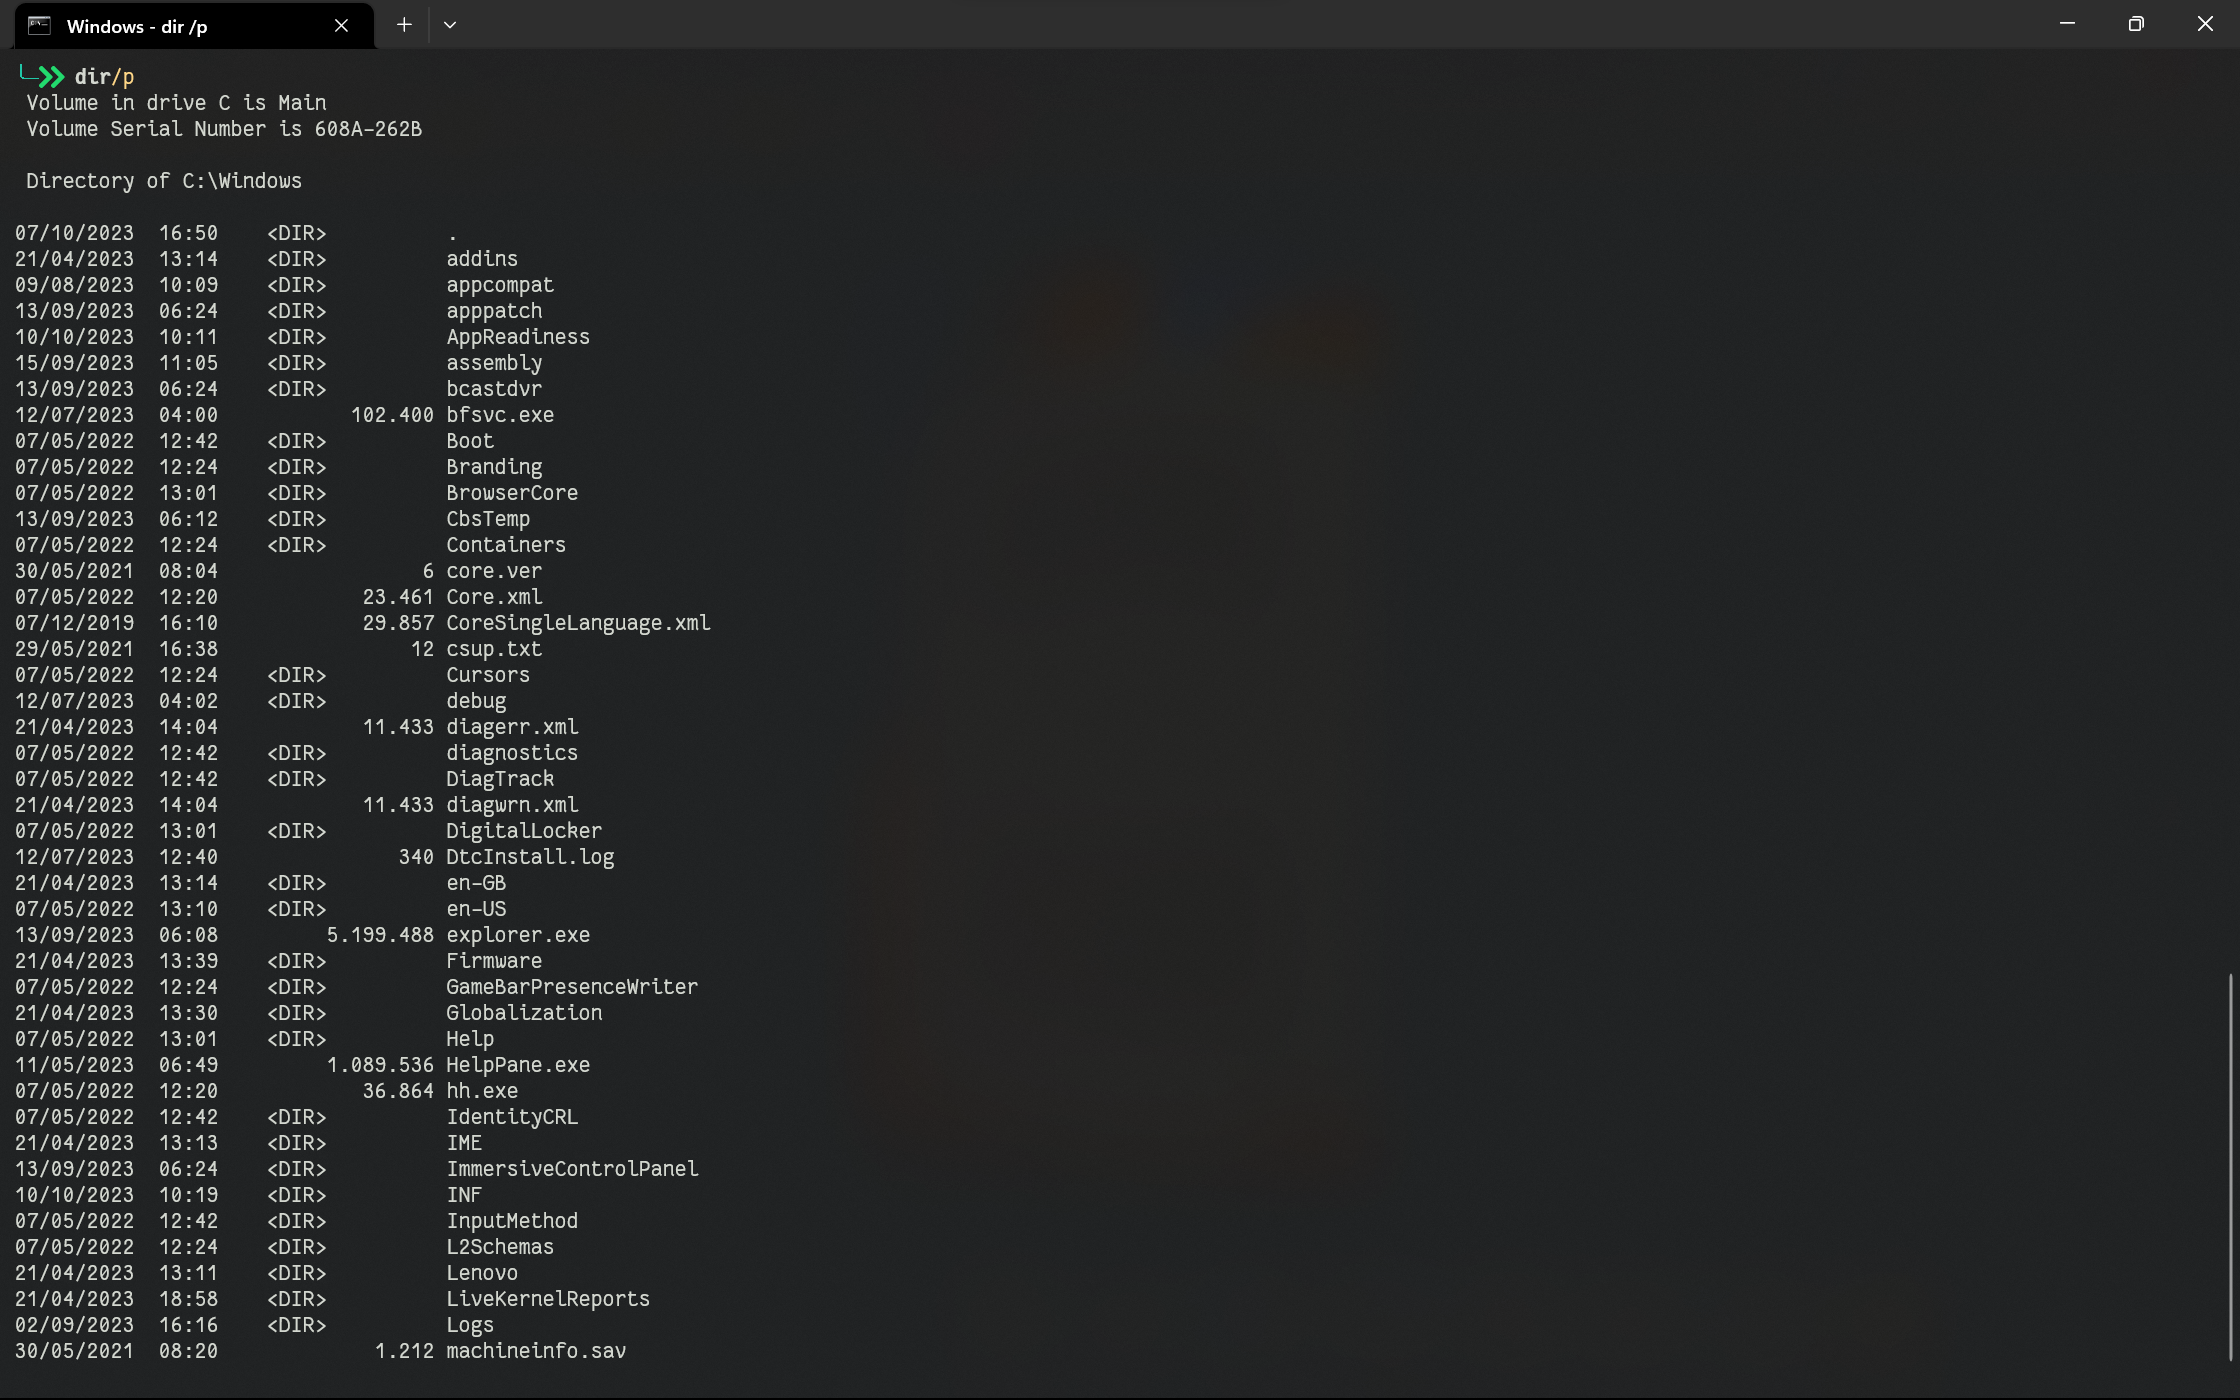 Windows - dir /p
dir/p
Volume in drive C is Main
Volume Serial Number is 608A-262B
Directory of C:\Windows
07/10/2023  16:50    <DIR>          .
21/04/2023  13:14    <DIR>          addins
09/08/2023  10:09    <DIR>          appcompat
13/09/2023  06:24    <DIR>          apppatch
10/10/2023  10:11    <DIR>          AppReadiness
15/09/2023  11:05    <DIR>          assembly
13/09/2023  06:24    <DIR>          bcastdvr
12/07/2023  04:00           102.400 bfsvc.exe
07/05/2022  12:42    <DIR>          Boot
07/05/2022  12:24    <DIR>          Branding
07/05/2022  13:01    <DIR>          BrowserCore
13/09/2023  06:12    <DIR>          CbsTemp
07/05/2022  12:24    <DIR>          Containers
30/05/2021  08:04                 6 core.ver
07/05/2022  12:20            23.461 Core.xml
07/12/2019  16:10            29.857 CoreSingleLanguage.xml
29/05/2021  16:38                12 csup.txt
07/05/2022  12:24    <DIR>          Cursors
12/07/2023  04:02    <DIR>          debug
21/04/2023  14:04            11.433 diagerr.xml
07/05/2022  12:42    <DIR>          diagnostics
07/05/2022  12:42    <DIR>          DiagTrack
21/04/2023  14:04            11.433 diagwrn.xml
07/05/2022  13:01    <DIR>          DigitalLocker
12/07/2023  12:40               340 DtcInstall.log
21/04/2023  13:14    <DIR>          en-GB
07/05/2022  13:10    <DIR>          en-US
13/09/2023  06:08         5.199.488 explorer.exe
21/04/2023  13:39    <DIR>          Firmware
07/05/2022  12:24    <DIR>          GameBarPresenceWriter
21/04/2023  13:30    <DIR>          Globalization
07/05/2022  13:01    <DIR>          Help
11/05/2023  06:49         1.089.536 HelpPane.exe
07/05/2022  12:20            36.864 hh.exe
07/05/2022  12:42    <DIR>          IdentityCRL
21/04/2023  13:13    <DIR>          IME
13/09/2023  06:24    <DIR>          ImmersiveControlPanel
10/10/2023  10:19    <DIR>          INF
07/05/2022  12:42    <DIR>          InputMethod
07/05/2022  12:24    <DIR>          L2Schemas
21/04/2023  13:11    <DIR>          Lenovo
21/04/2023  18:58    <DIR>          LiveKernelReports
02/09/2023  16:16    <DIR>          Logs
30/05/2021  08:20             1.212 machineinfo.sav